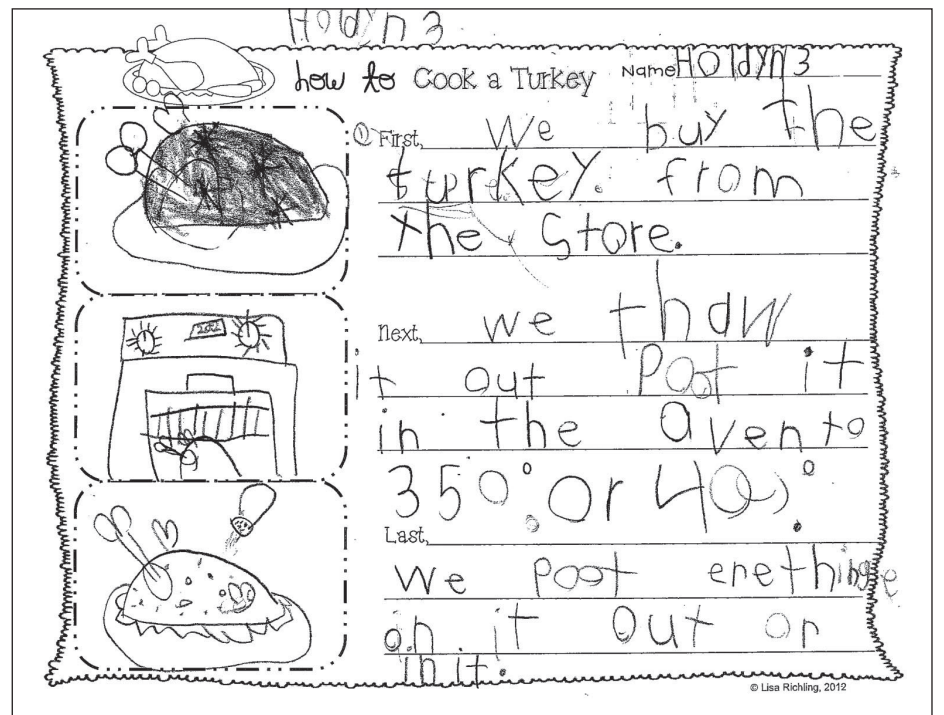 Holdyn 3
how to Cook a Turkey
Name Holdyn 3
① First, We buy the
turkey. from
the Store.
Next, we thaw
it out Poot it
in the aven to
350° or 400.°
Last,
we poot enething
on it out or
in it.
© Lisa Richling, 2012